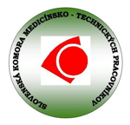 SLOVENSKÁ KOMORA MEDICÍNSKO - TECHNICKÝCH PRACOVNÍKOV